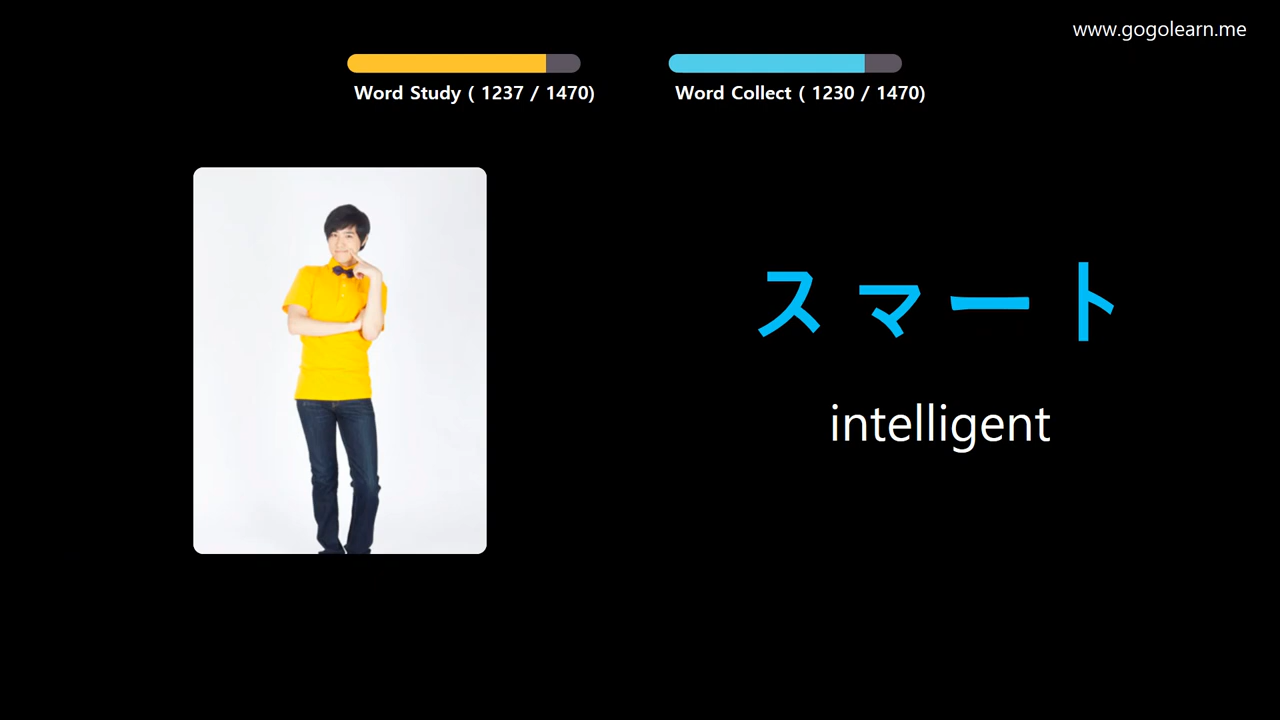 www.gogolearn.me
Word Study ( 1237 / 1470)
Word Collect ( 1230 / 1470)
スマート
intelligent